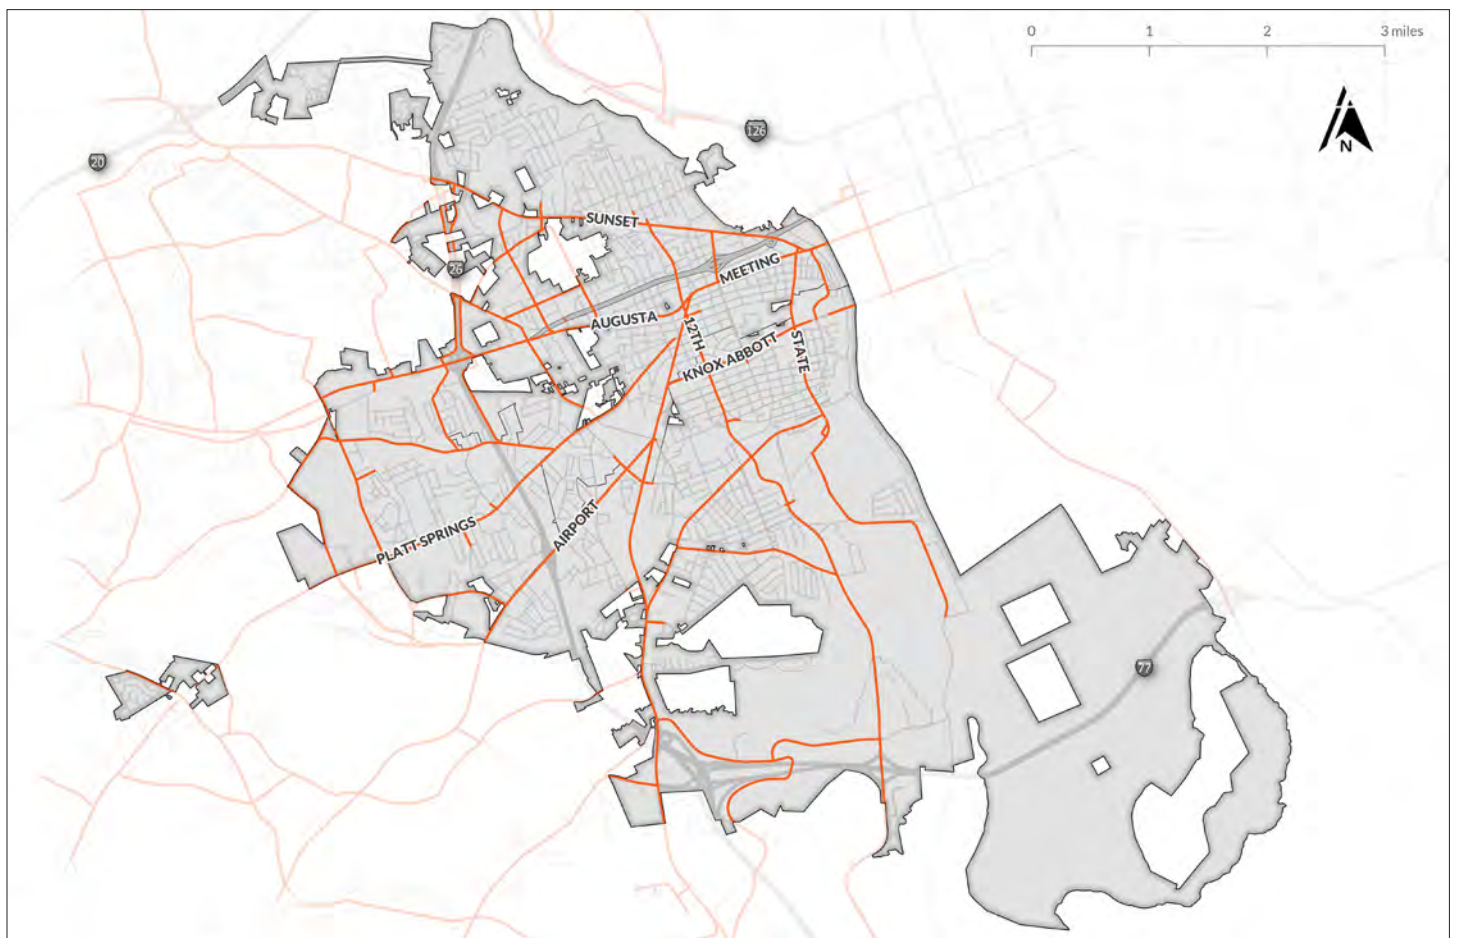 0 1 2 3 miles
N
126
20
SUNSET
26
MEETING
AUGUSTA
12TH
KNOX ABBOTT
STATE
AIRPORT
PLATT SPRINGS
77